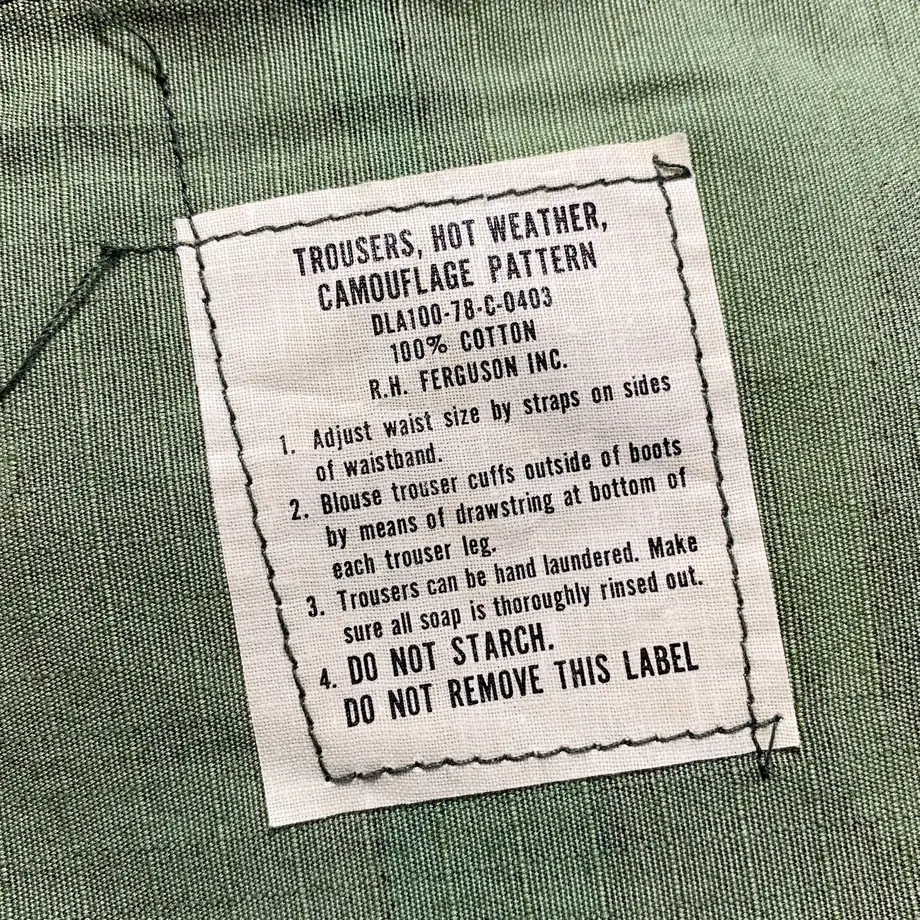 TROUSERS, HOT WEATHER,
CAMOUFLAGE PATTERN
DLA100-78-C-0403
100% COTTON
R.H. FERGUSON INC.
1. Adjust waist size by straps on sides
of waistband.
2. Blouse trouser cuffs outside of boots
by means of drawstring at bottom of
each trouser leg.
3. Trousers can be hand laundered. Make
sure all soap is thoroughly rinsed out.
4. DO NOT STARCH.
DO NOT REMOVE THIS LABEL